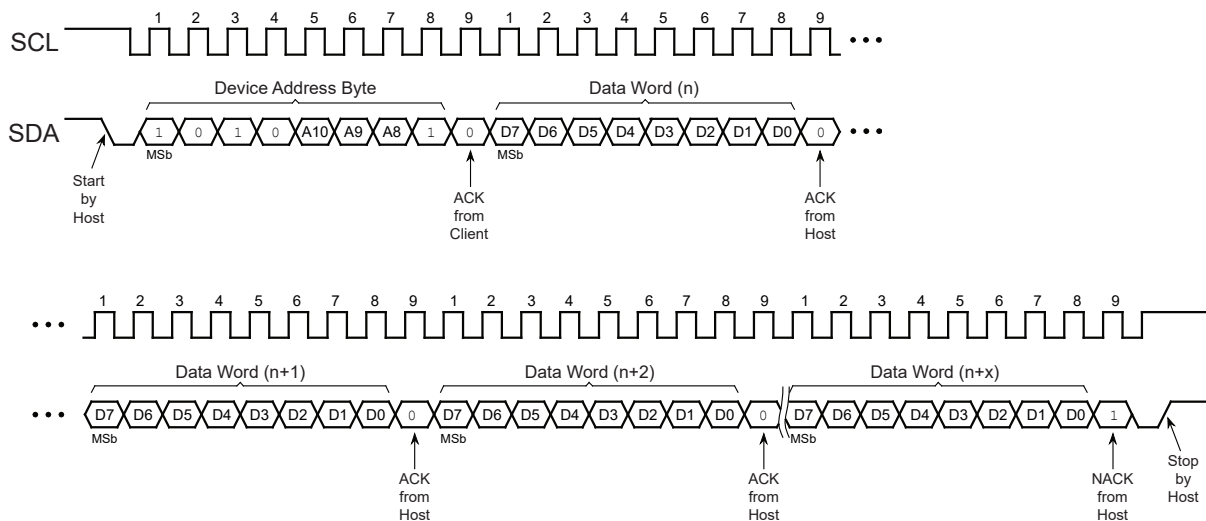 1 2 3 4 5 6 7 8 9 1 2 3 4 5 6 7 8 9
SCL
Device Address Byte Data Word (n)
SDA 1 0 1 0 A10 A9 A8 1 0 D7 D6 D5 D4 D3 D2 D1 D0 0
MSb MSb
Start
by
Host
ACK
from
Client
ACK
from
Host
1 2 3 4 5 6 7 8 9 1 2 3 4 5 6 7 8 9 1 2 3 4 5 6 7 8 9
Data Word (n+1) Data Word (n+2) Data Word (n+x)
D7 D6 D5 D4 D3 D2 D1 D0 0 D7 D6 D5 D4 D3 D2 D1 D0 0 D7 D6 D5 D4 D3 D2 D1 D0 1
MSb MSb MSb
ACK
from
Host
ACK
from
Host
NACK
from
Host
Stop
by
Host